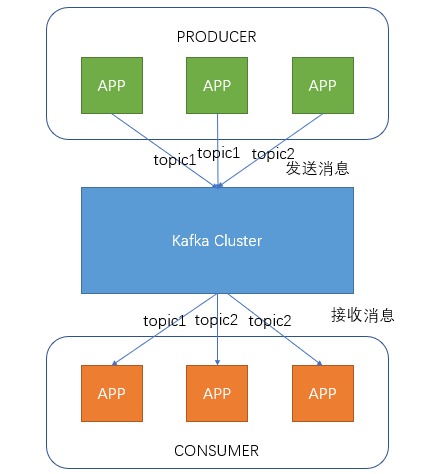 PRODUCER
APP
APP
APP
topic1
topic1
topic2
发送消息
Kafka Cluster
topic1
topic2
topic2
接收消息
APP
APP
APP
CONSUMER